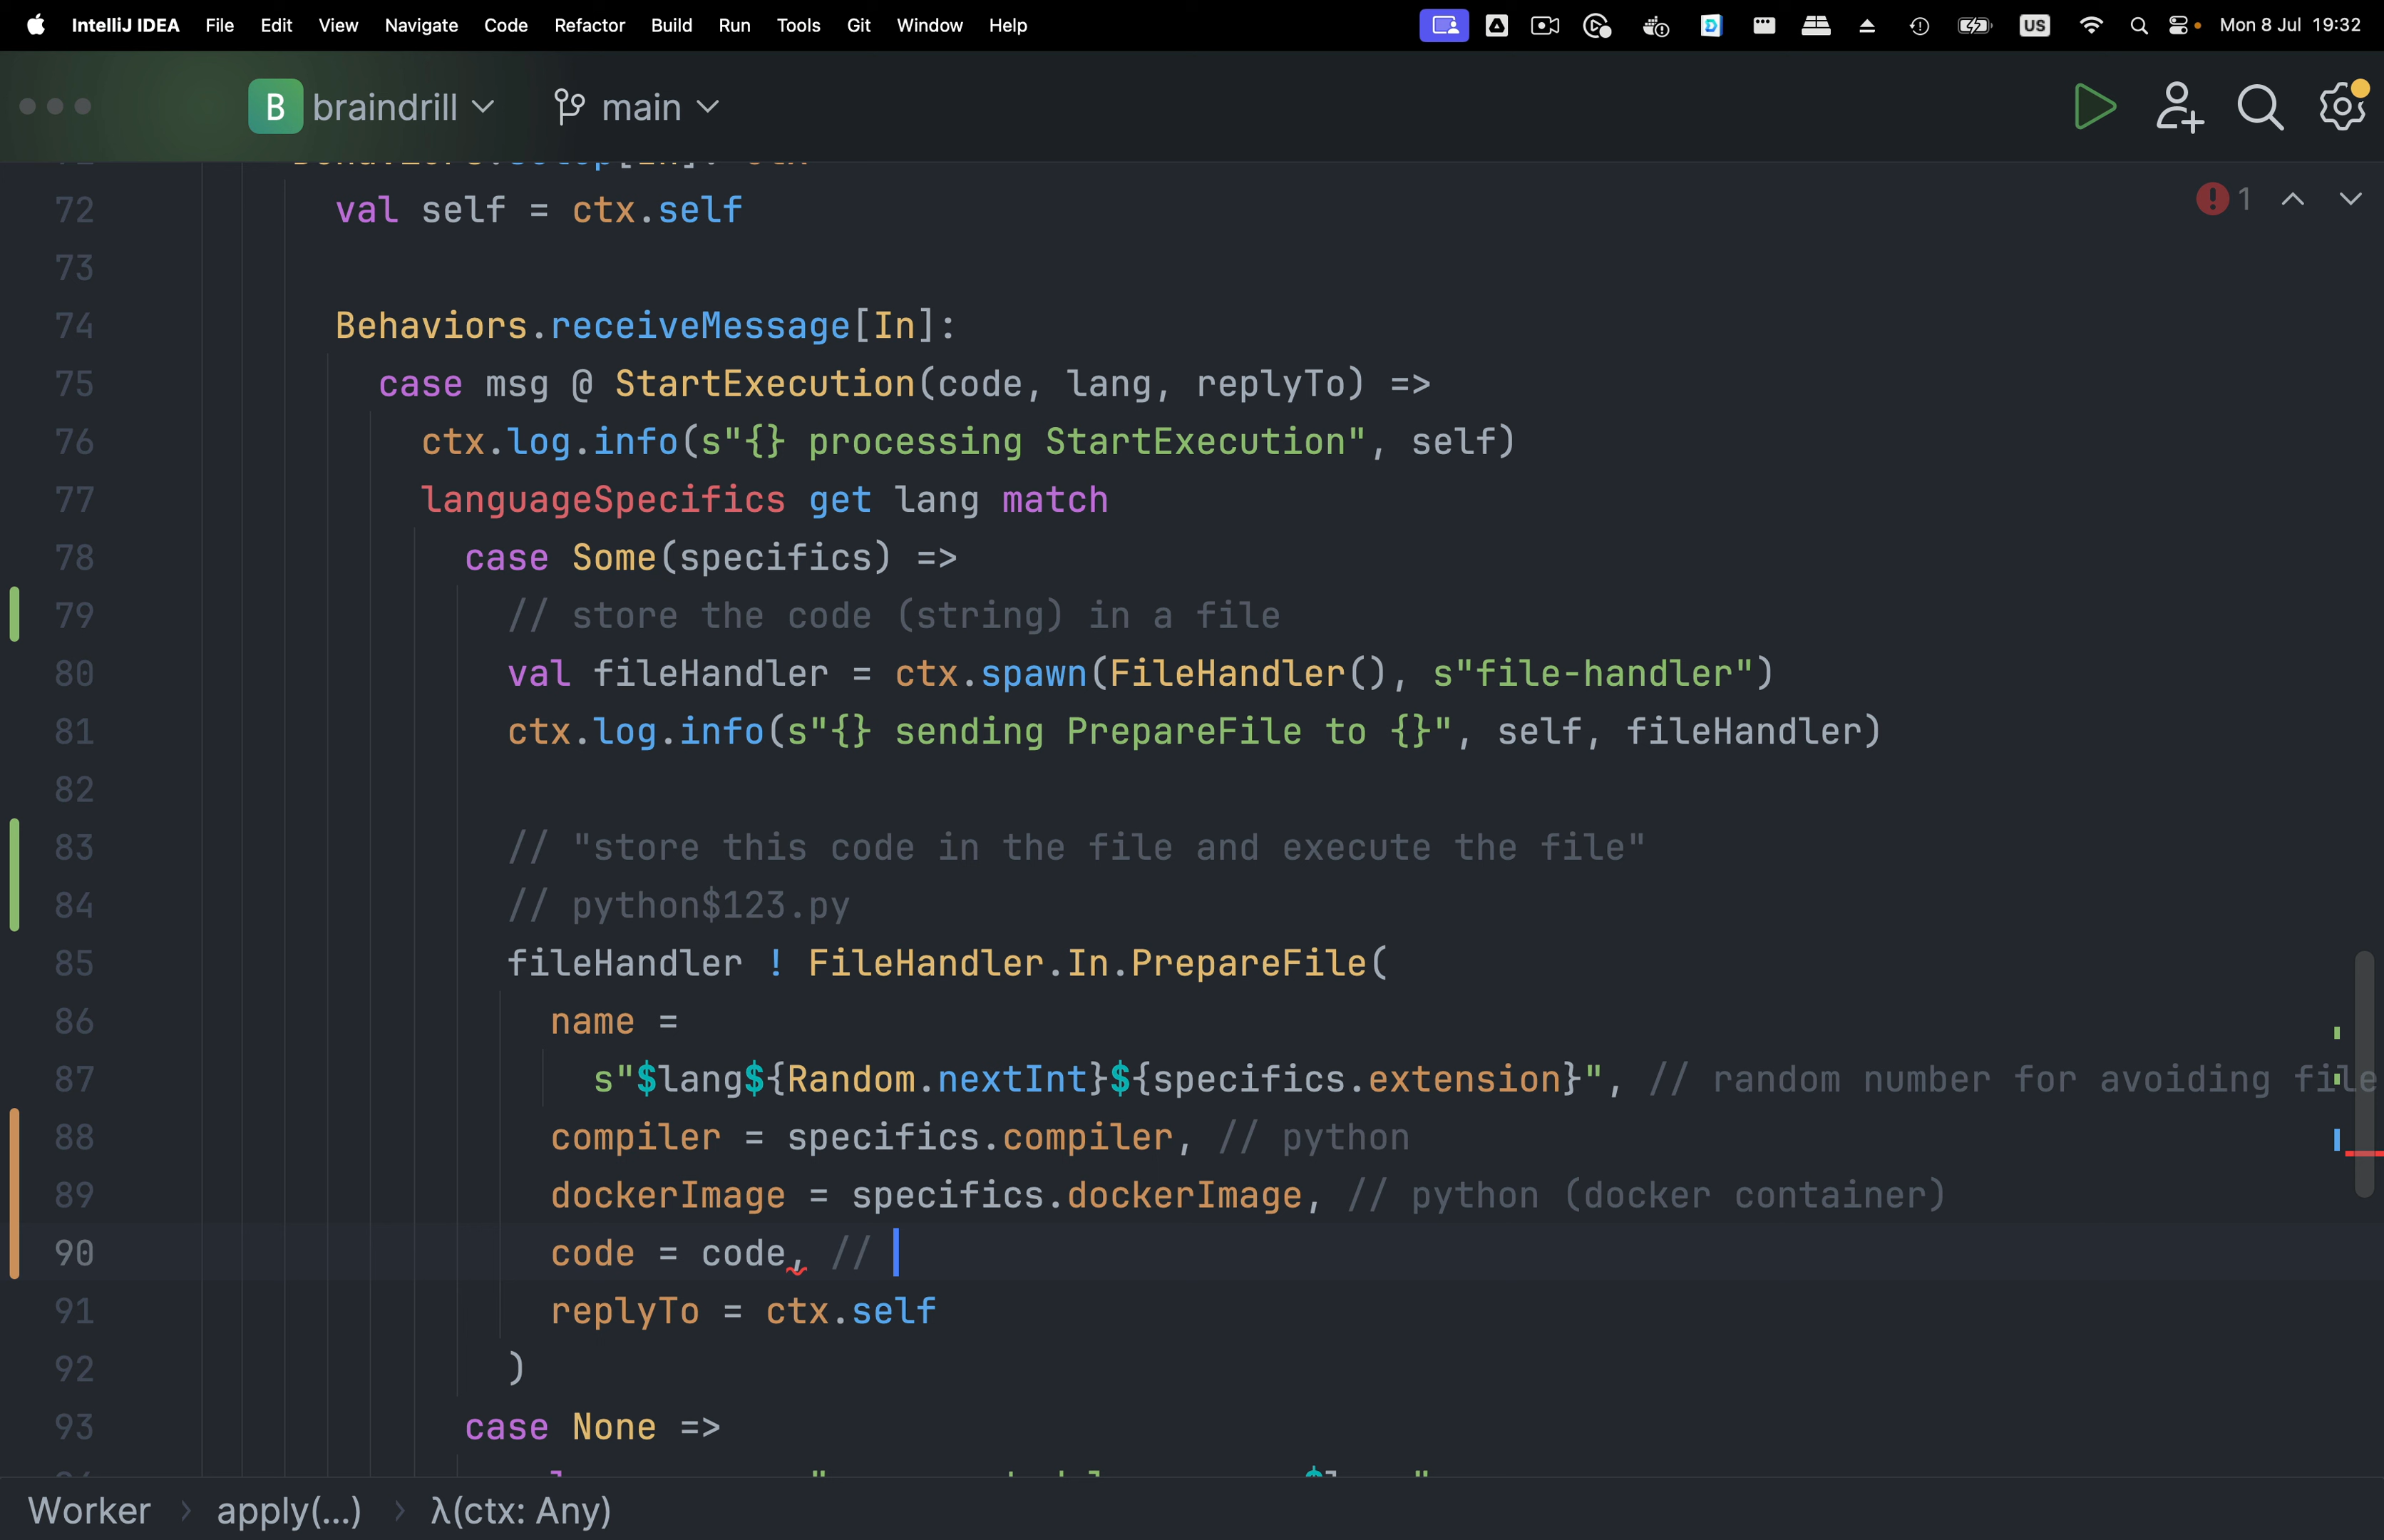 IntelliJ IDEA File Edit View Navigate Code Refactor Build Run Tools Git Window Help US Mon 8 Jul 19:32
B braindrill main
72 val self = ctx.self
1
73
74 Behaviors.receiveMessage[In]:
75 case msg @ StartExecution(code, lang, replyTo) =>
76 ctx.log.info(s"{} processing StartExecution", self)
77 languageSpecifics get lang match
78 case Some(specifics) =>
79 // store the code (string) in a file
80 val fileHandler = ctx.spawn(FileHandler(), s"file-handler")
81 ctx.log.info(s"{} sending PrepareFile to {}", self, fileHandler)
82
83 // "store this code in the file and execute the file"
84 // python$123.py
85 fileHandler ! FileHandler.In.PrepareFile(
86 name =
87 s"$lang${Random.nextInt}${specifics.extension}", // random number for avoiding file
88 compiler = specifics.compiler, // python
89 dockerImage = specifics.dockerImage, // python (docker container)
90 code = code, //
91 replyTo = ctx.self
92 )
93 case None =>
Worker > apply(...) > λ(ctx: Any)